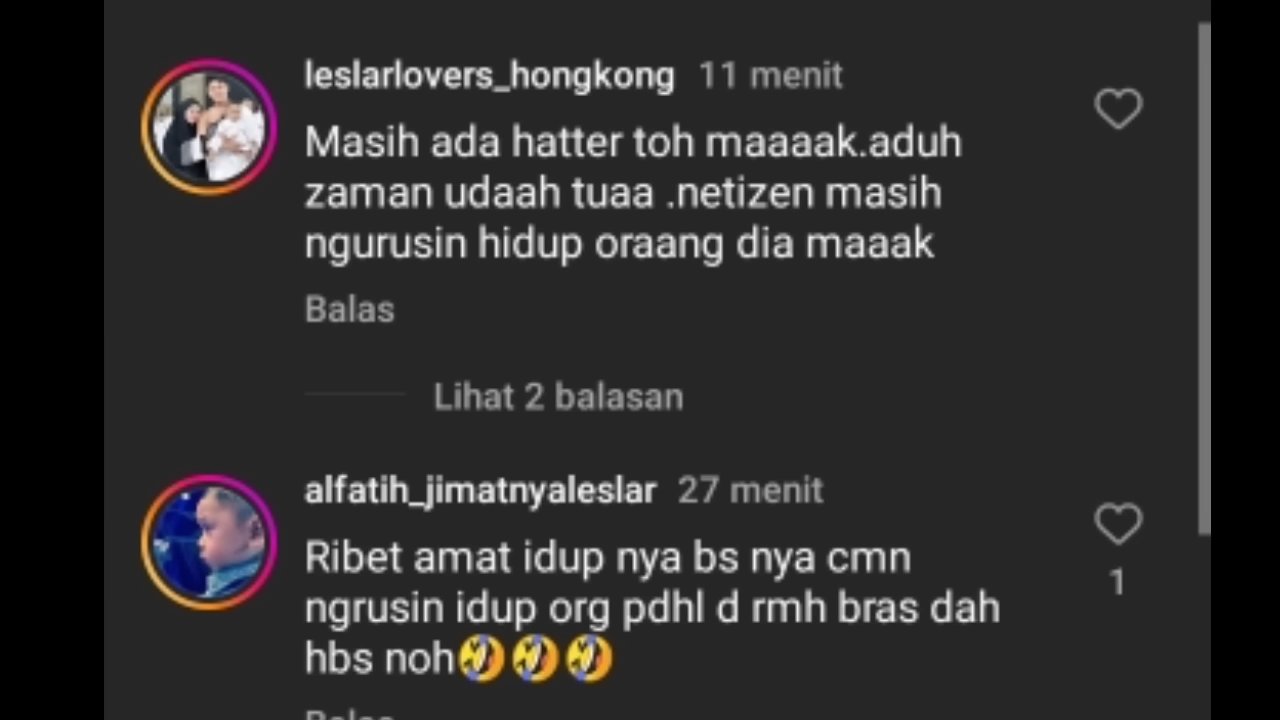 leslarlovers_hongkong 11 menit
Masih ada hatter toh maaaak.aduh
zaman udaah tuaa .netizen masih
ngurusin hidup oraang dia maaak
Balas
Lihat 2 balasan
alfatih_jimatnyaleslar 27 menit
Ribet amat idup nya bs nya cmn
1
ngrusin idup org pdhl d rmh bras dah
hbs noh🤣🤣🤣
Balas